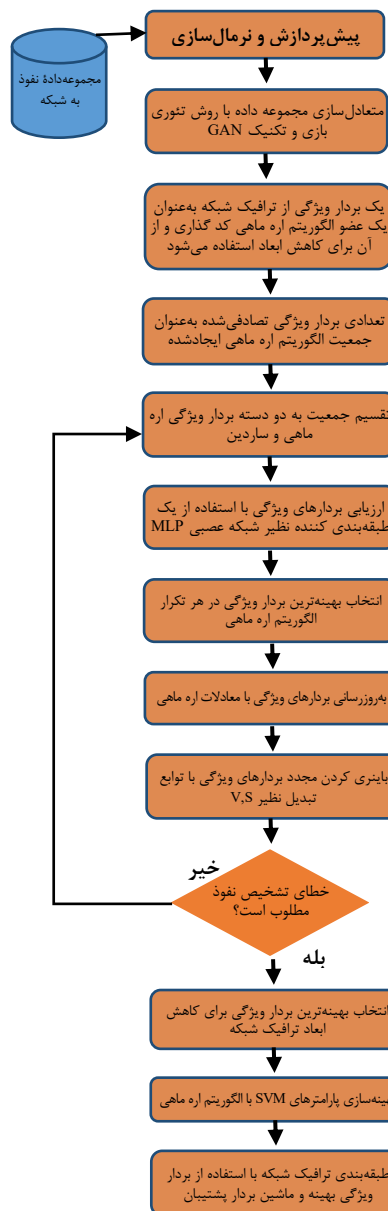 پیش‌پردازش و نرمال‌سازی
مجموعه‌دادهٔ نفوذ
به شبکه
متعادل‌سازی مجموعه داده با روش تئوری
بازی و تکنیک GAN
یک بردار ویژگی از ترافیک شبکه به‌عنوان
یک عضو الگوریتم اره ماهی کد گذاری و از
آن برای کاهش ابعاد استفاده می‌شود
تعدادی بردار ویژگی تصادفی‌شده به‌عنوان
جمعیت الگوریتم اره ماهی ایجادشده
تقسیم جمعیت به دو دسته بردار ویژگی اره
ماهی و ساردین
ارزیابی بردارهای ویژگی با استفاده از یک
طبقه‌بندی کننده نظیر شبکه عصبی MLP
انتخاب بهینه‌ترین بردار ویژگی در هر تکرار
الگوریتم اره ماهی
به‌روزرسانی بردارهای ویژگی با معادلات اره ماهی
باینری کردن مجدد بردارهای ویژگی با توابع
تبدیل نظیر V,S
خیر
خطای تشخیص نفوذ
مطلوب است؟
بله
انتخاب بهینه‌ترین بردار ویژگی برای کاهش
ابعاد ترافیک شبکه
بهینه‌سازی پارامترهای SVM با الگوریتم اره ماهی
طبقه‌بندی ترافیک شبکه با استفاده از بردار
ویژگی بهینه و ماشین بردار پشتیبان